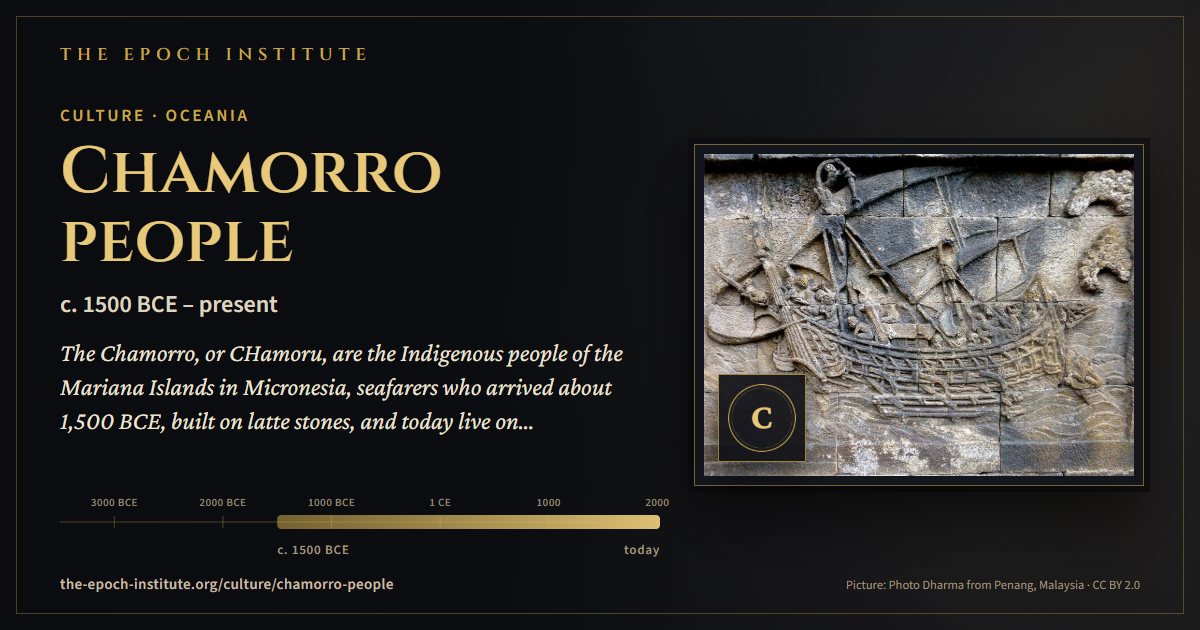 THE EPOCH INSTITUTE
CULTURE · OCEANIA
CHAMORRO
PEOPLE
c. 1500 BCE – present
The Chamorro, or CHamoru, are the Indigenous people of the
Mariana Islands in Micronesia, seafarers who arrived about
1,500 BCE, built on latte stones, and today live on...
C
3000 BCE 2000 BCE 1000 BCE 1 CE 1000 2000
c. 1500 BCE today
the-epoch-institute.org/culture/chamorro-people
Picture: Photo Dharma from Penang, Malaysia · CC BY 2.0